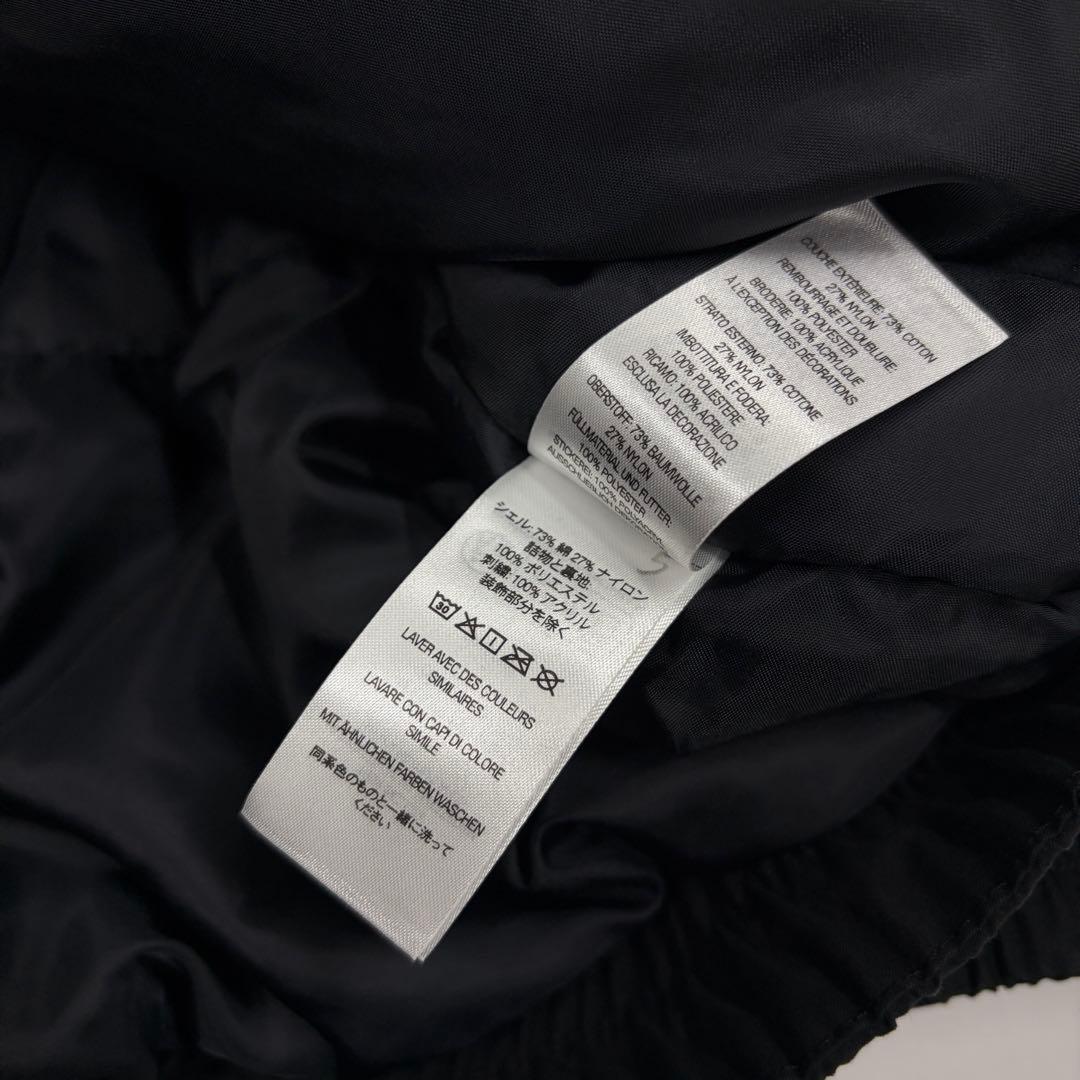 COUCHE EXTÉRIEURE: 73% COTON
27% NYLON
REMBOURRAGE ET DOUBLURE:
100% POLYESTER
BRODERIE: 100% ACRYLIQUE
A L'EXCEPTION DES DÉCORATIONS
STRATO ESTERNO: 73% COTONE
27% NYLON
IMBOTTITURA E FODERA:
100% POLIESTERE
RICAMO: 100% ACRILICO
ESCLUSA LA DECORAZIONE
OBERSTOFF: 73% BAUMWOLLE
27% NYLON
FÜLLMATERIAL UND FUTTER:
100% POLYESTER
STICKEREI: 100% POLYACRYL
AUSSCHLIEßLICH
シェル: 73% 綿 27% ナイロン
詰物と裏地:
100% ポリエステル
刺繍: 100% アクリル
装飾部分を除く
30
LAVER AVEC DES COULEURS
SIMILAIRES
LAVARE CON CAPI DI COLORE
SIMILE
MIT ÄHNLICHEN FARBEN WASCHEN
同系色のものと一緒に洗って
ください